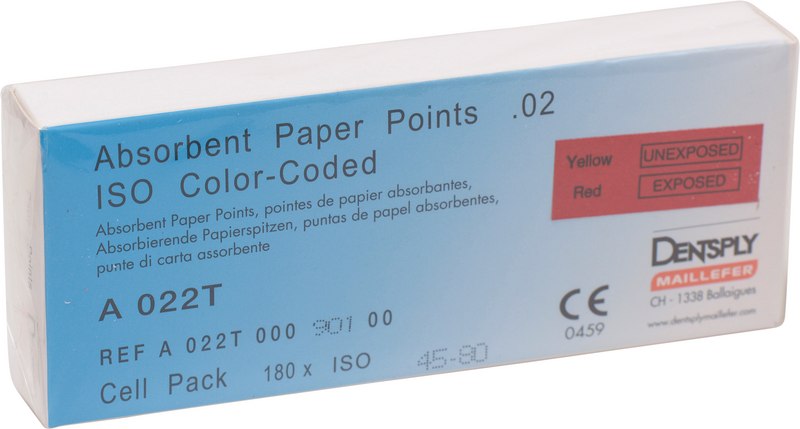 Absorbent Paper Points .02
ISO Color-Coded
Absorbent Paper Points, pointes de papier absorbantes,
Absorbierende Papierspitzen, puntas de papel absorbentes,
punte di carta assorbente
A 022T
REF A 022T 000 901 00
Cell Pack 180 x ISO 45-80
Yellow UNEXPOSED
Red EXPOSED
DENTSPLY
MAILLEFER
CH - 1338 Ballaigues
www.dentsplymaillefer.com
CE
0459